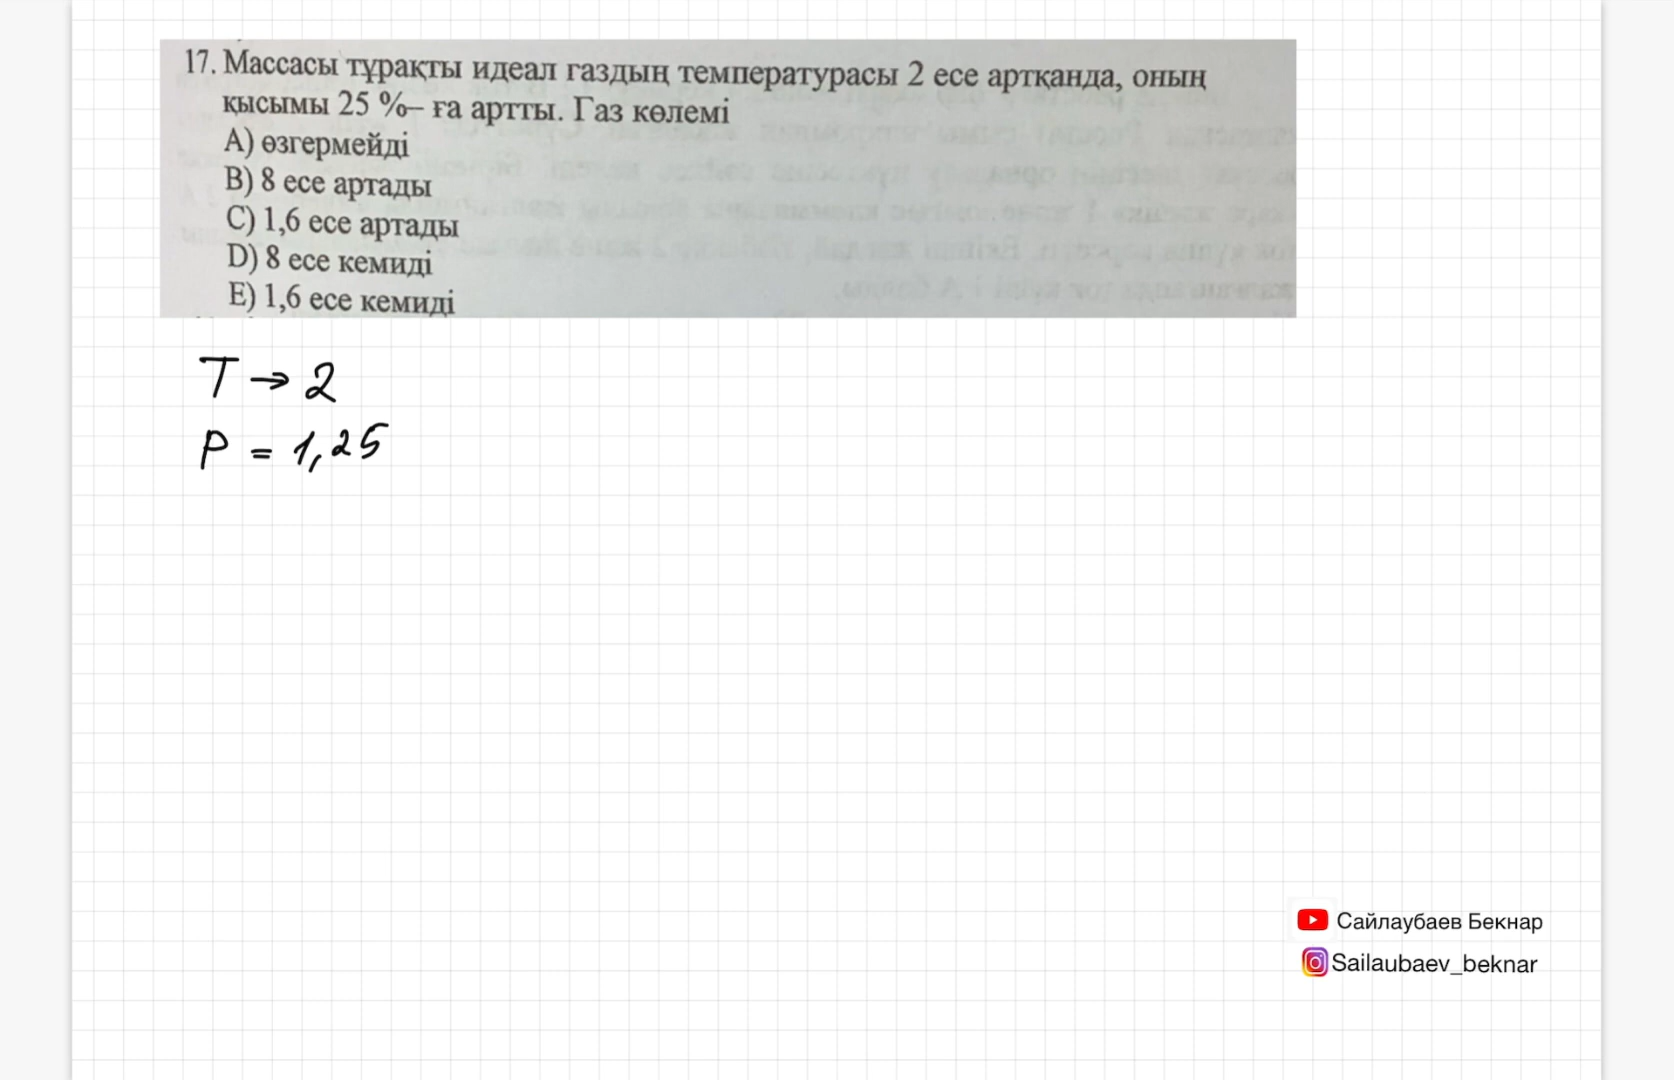 17. Массасы тұрақты идеал газдың температурасы 2 есе артқанда, оның
қысымы 25 %– ға артты. Газ көлемі
A) өзгермейді
B) 8 есе артады
C) 1,6 есе артады
D) 8 есе кемиді
E) 1,6 есе кемиді
T → 2
P = 1,25
Сайлаубаев Бекнар
Sailaubaev_beknar